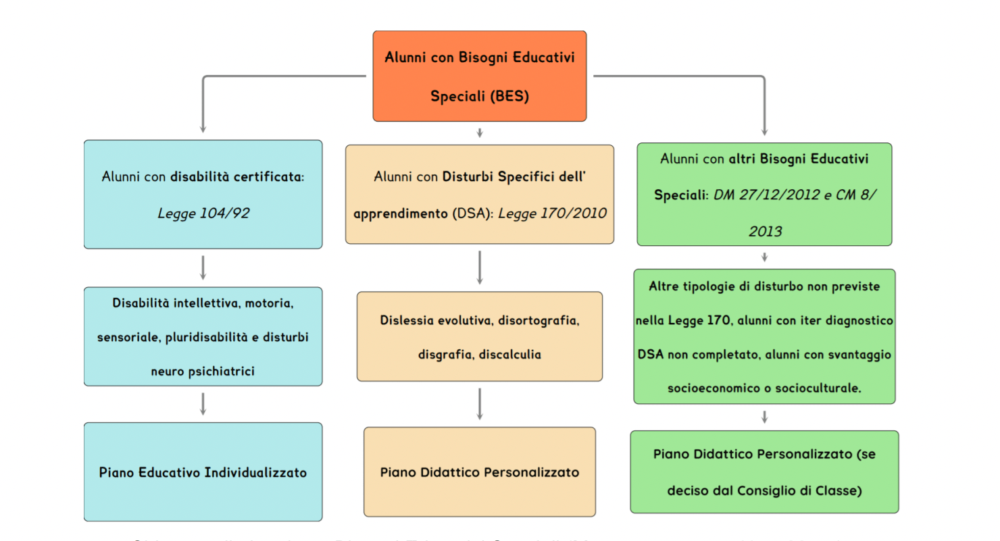 Alunni con Bisogni Educativi
Speciali (BES)
Alunni con disabilità certificata:
Legge 104/92
Alunni con Disturbi Specifici dell'
apprendimento (DSA): Legge 170/2010
Alunni con altri Bisogni Educativi
Speciali: DM 27/12/2012 e CM 8/
2013
Disabilità intellettiva, motoria,
sensoriale, pluridisabilità e disturbi
neuro psichiatrici
Dislessia evolutiva, disortografia,
disgrafia, discalculia
Altre tipologie di disturbo non previste
nella Legge 170, alunni con iter diagnostico
DSA non completato, alunni con svantaggio
socioeconomico o socioculturale.
Piano Educativo Individualizzato
Piano Didattico Personalizzato
Piano Didattico Personalizzato (se
deciso dal Consiglio di Classe)